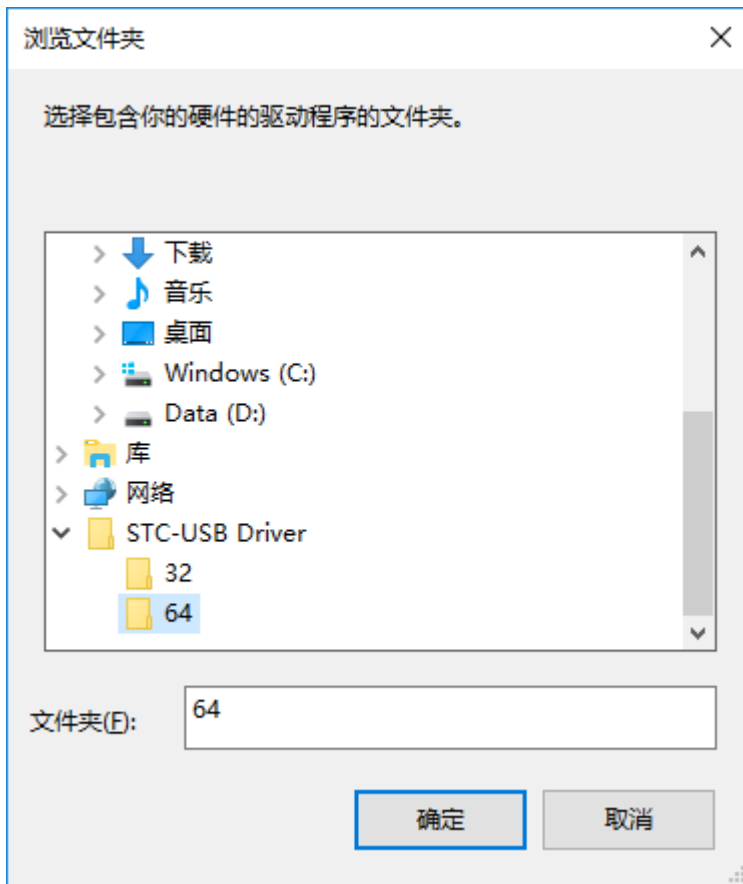 浏览文件夹
选择包含你的硬件的驱动程序的文件夹。
下载
音乐
桌面
Windows (C:)
Data (D:)
库
网络
STC-USB Driver
32
64
文件夹(F): 64
确定 取消